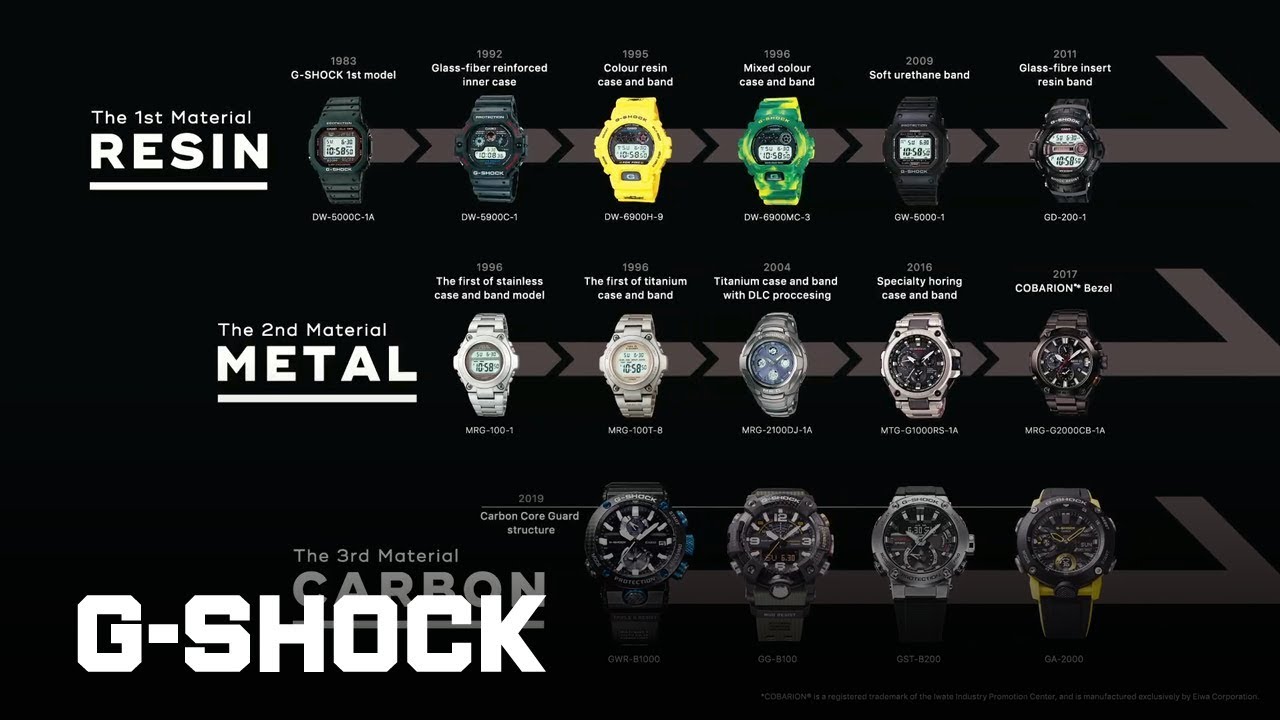 The 1st Material
RESIN
1983
G-SHOCK 1st model
DW-5000C-1A
1992
Glass-fiber reinforced
inner case
DW-5900C-1
1995
Colour resin
case and band
DW-6900H-9
1996
Mixed colour
case and band
DW-6900MC-3
2009
Soft urethane band
GW-5000-1
2011
Glass-fibre insert
resin band
GD-200-1
The 2nd Material
METAL
1996
The first of stainless
case and band model
MRG-100-1
1996
The first of titanium
case and band
MRG-100T-8
2004
Titanium case and band
with DLC proccesing
MRG-2100DJ-1A
2016
Specialty horing
case and band
MTG-G1000RS-1A
2017
COBARION®* Bezel
MRG-G2000CB-1A
The 3rd Material
CARBON
2019
Carbon Core Guard
structure
GWR-B1000
GG-B100
GST-B200
GA-2000
G-SHOCK
*COBARION® is a registered trademark of the Iwate Industry Promotion Center, and is manufactured exclusively by Eiwa Corporation.